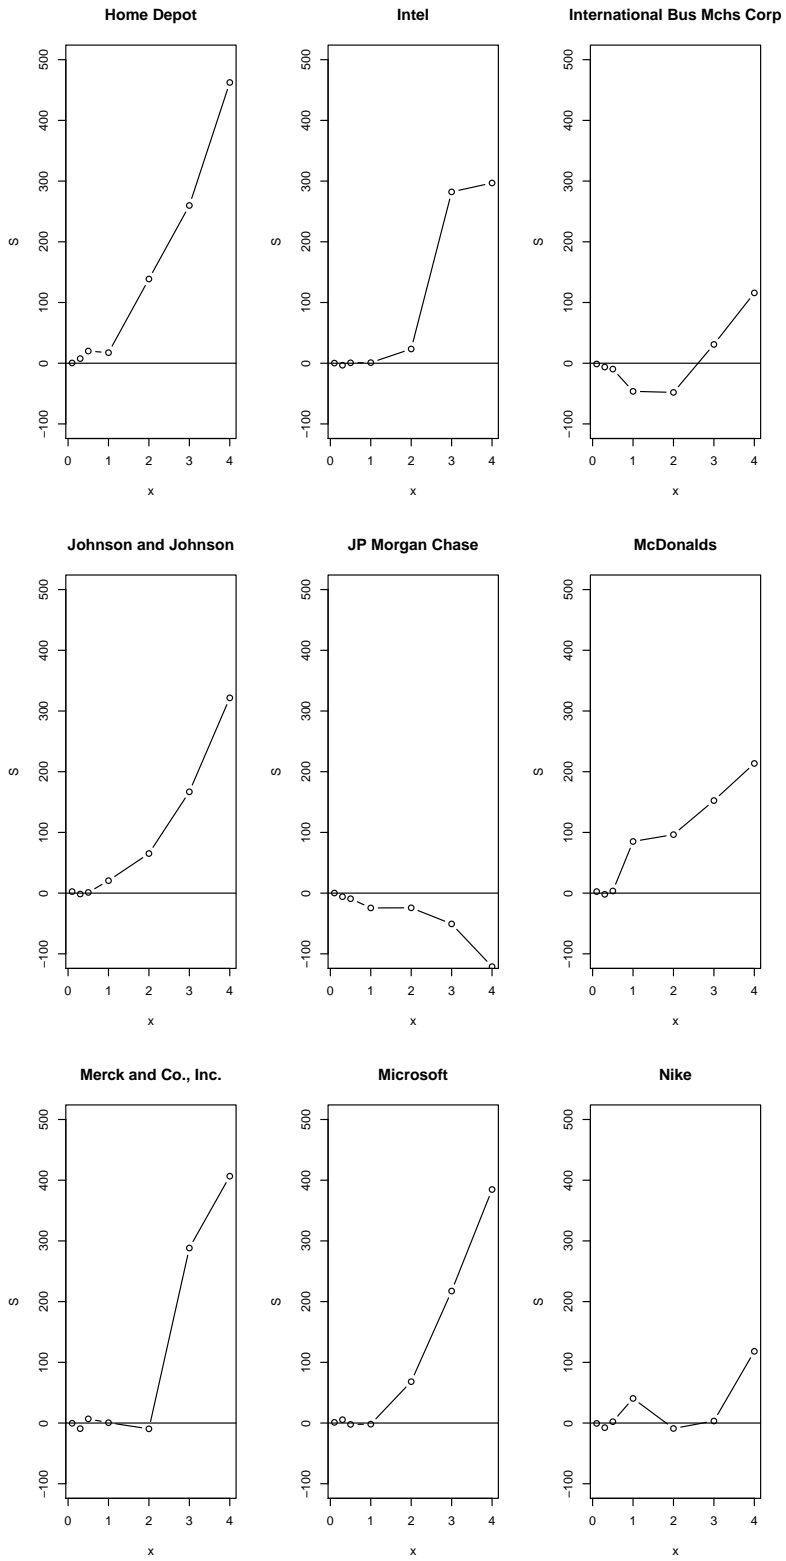 Home Depot
S
500
400
300
200
100
0
−100
0 1 2 3 4
x
Intel
S
500
400
300
200
100
0
−100
0 1 2 3 4
x
International Bus Mchs Corp
S
500
400
300
200
100
0
−100
0 1 2 3 4
x
Johnson and Johnson
S
500
400
300
200
100
0
−100
0 1 2 3 4
x
JP Morgan Chase
S
500
400
300
200
100
0
−100
0 1 2 3 4
x
McDonalds
S
500
400
300
200
100
0
−100
0 1 2 3 4
x
Merck and Co., Inc.
S
500
400
300
200
100
0
−100
0 1 2 3 4
x
Microsoft
S
500
400
300
200
100
0
−100
0 1 2 3 4
x
Nike
S
500
400
300
200
100
0
−100
0 1 2 3 4
x